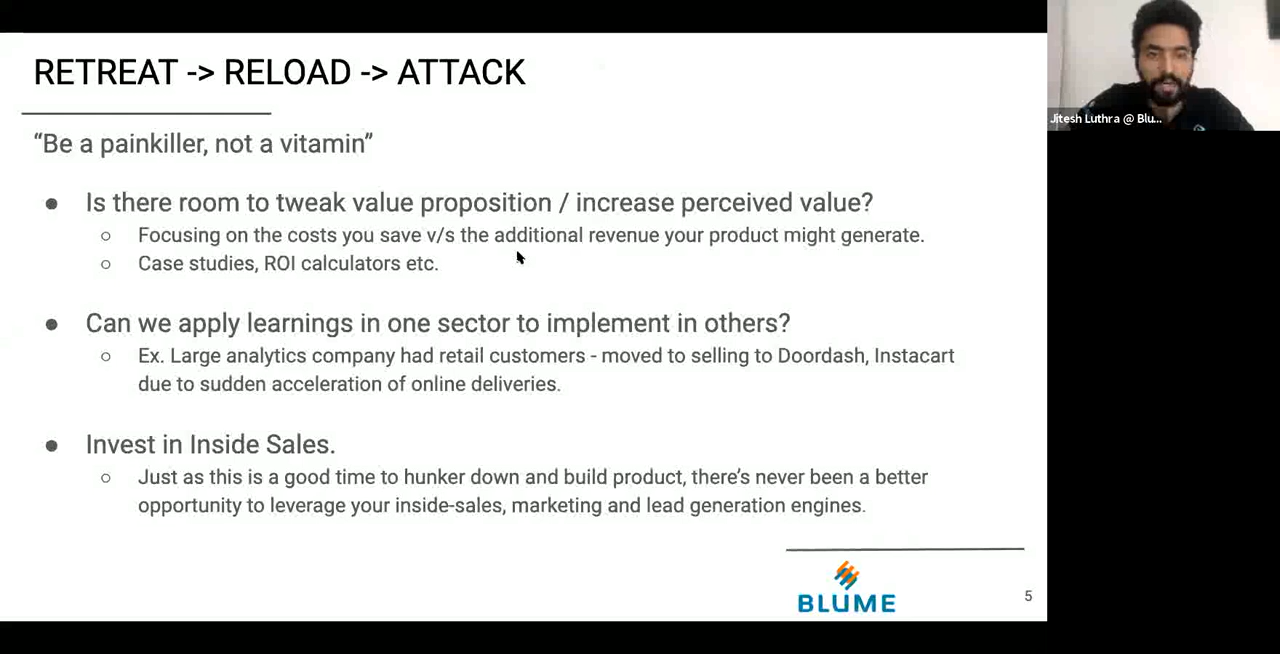 RETREAT -> RELOAD -> ATTACK
“Be a painkiller, not a vitamin”
● Is there room to tweak value proposition / increase perceived value?
○ Focusing on the costs you save v/s the additional revenue your product might generate.
○ Case studies, ROI calculators etc.
● Can we apply learnings in one sector to implement in others?
○ Ex. Large analytics company had retail customers - moved to selling to Doordash, Instacart
due to sudden acceleration of online deliveries.
● Invest in Inside Sales.
○ Just as this is a good time to hunker down and build product, there’s never been a better
opportunity to leverage your inside-sales, marketing and lead generation engines.
BLUME
5
Jitesh Luthra @ Blu...